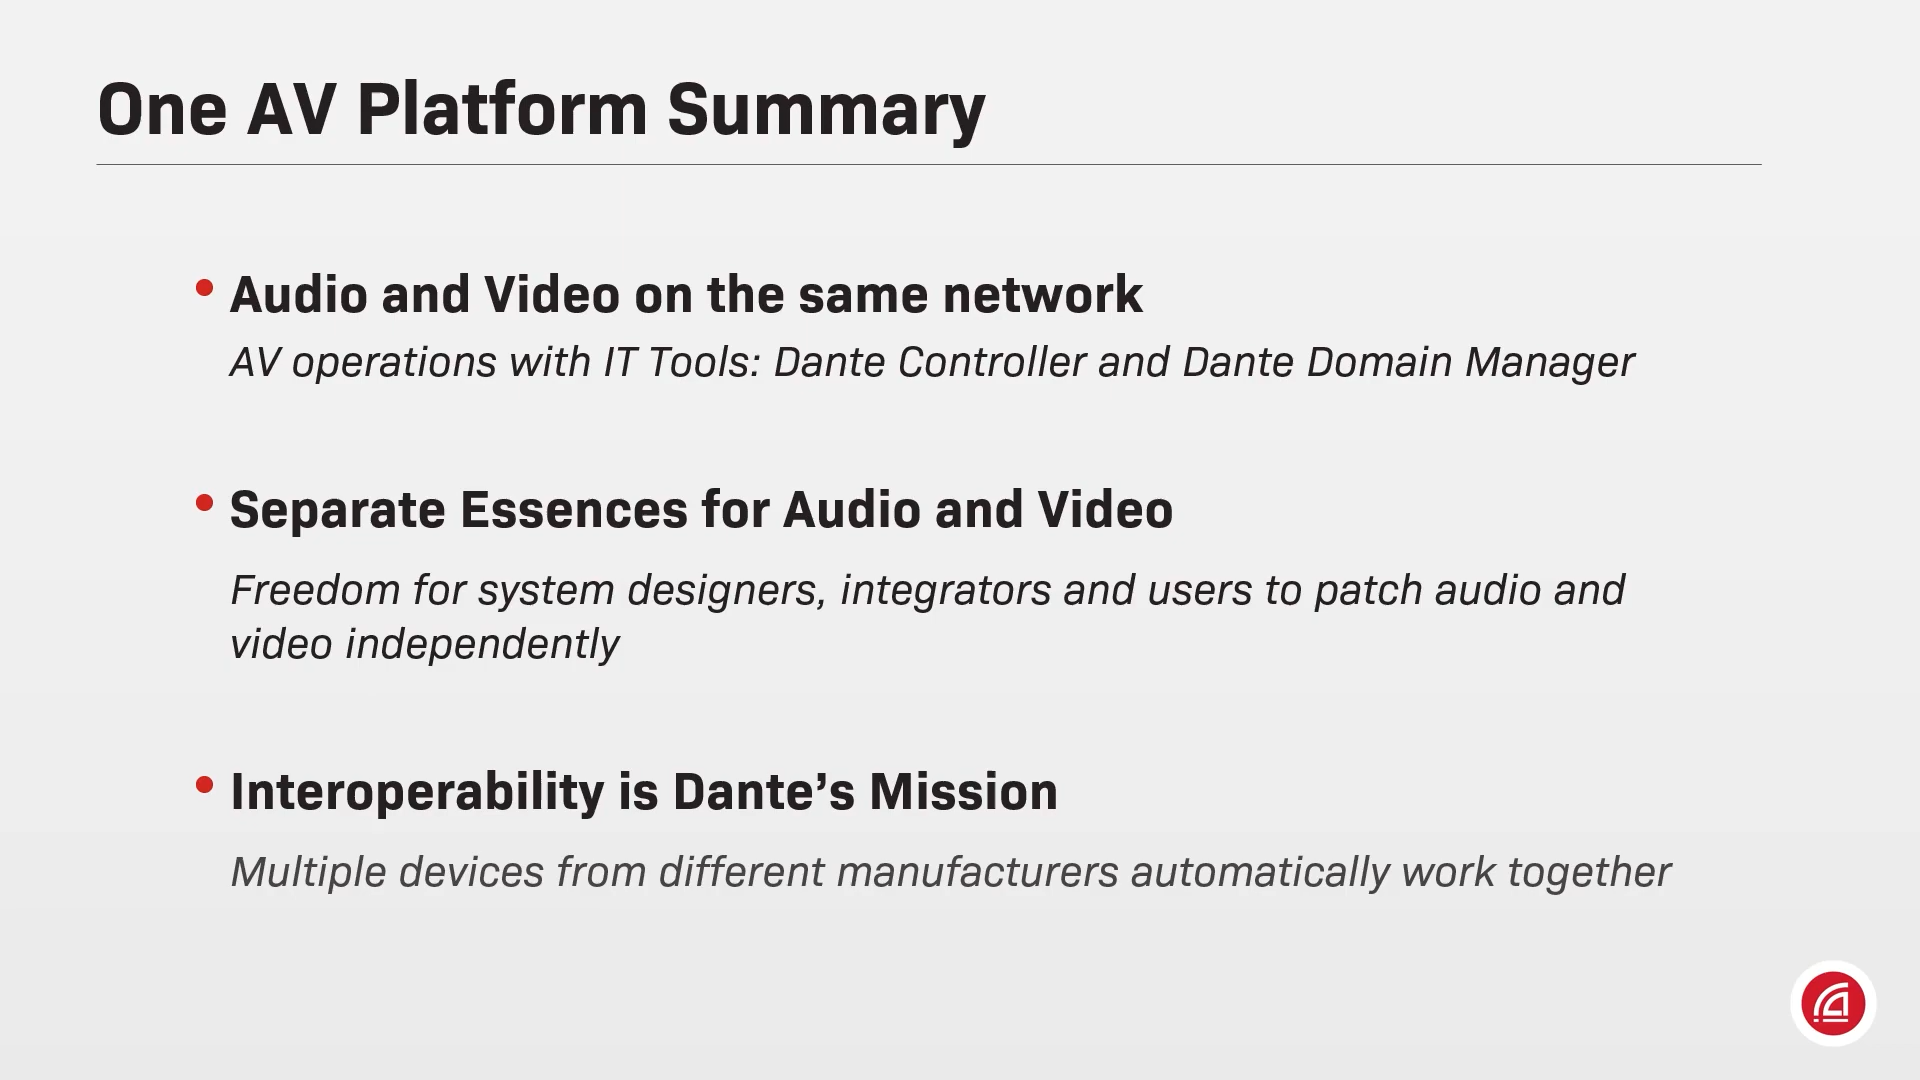 One AV Platform Summary
• Audio and Video on the same network
AV operations with IT Tools: Dante Controller and Dante Domain Manager
• Separate Essences for Audio and Video
Freedom for system designers, integrators and users to patch audio and
video independently
• Interoperability is Dante’s Mission
Multiple devices from different manufacturers automatically work together